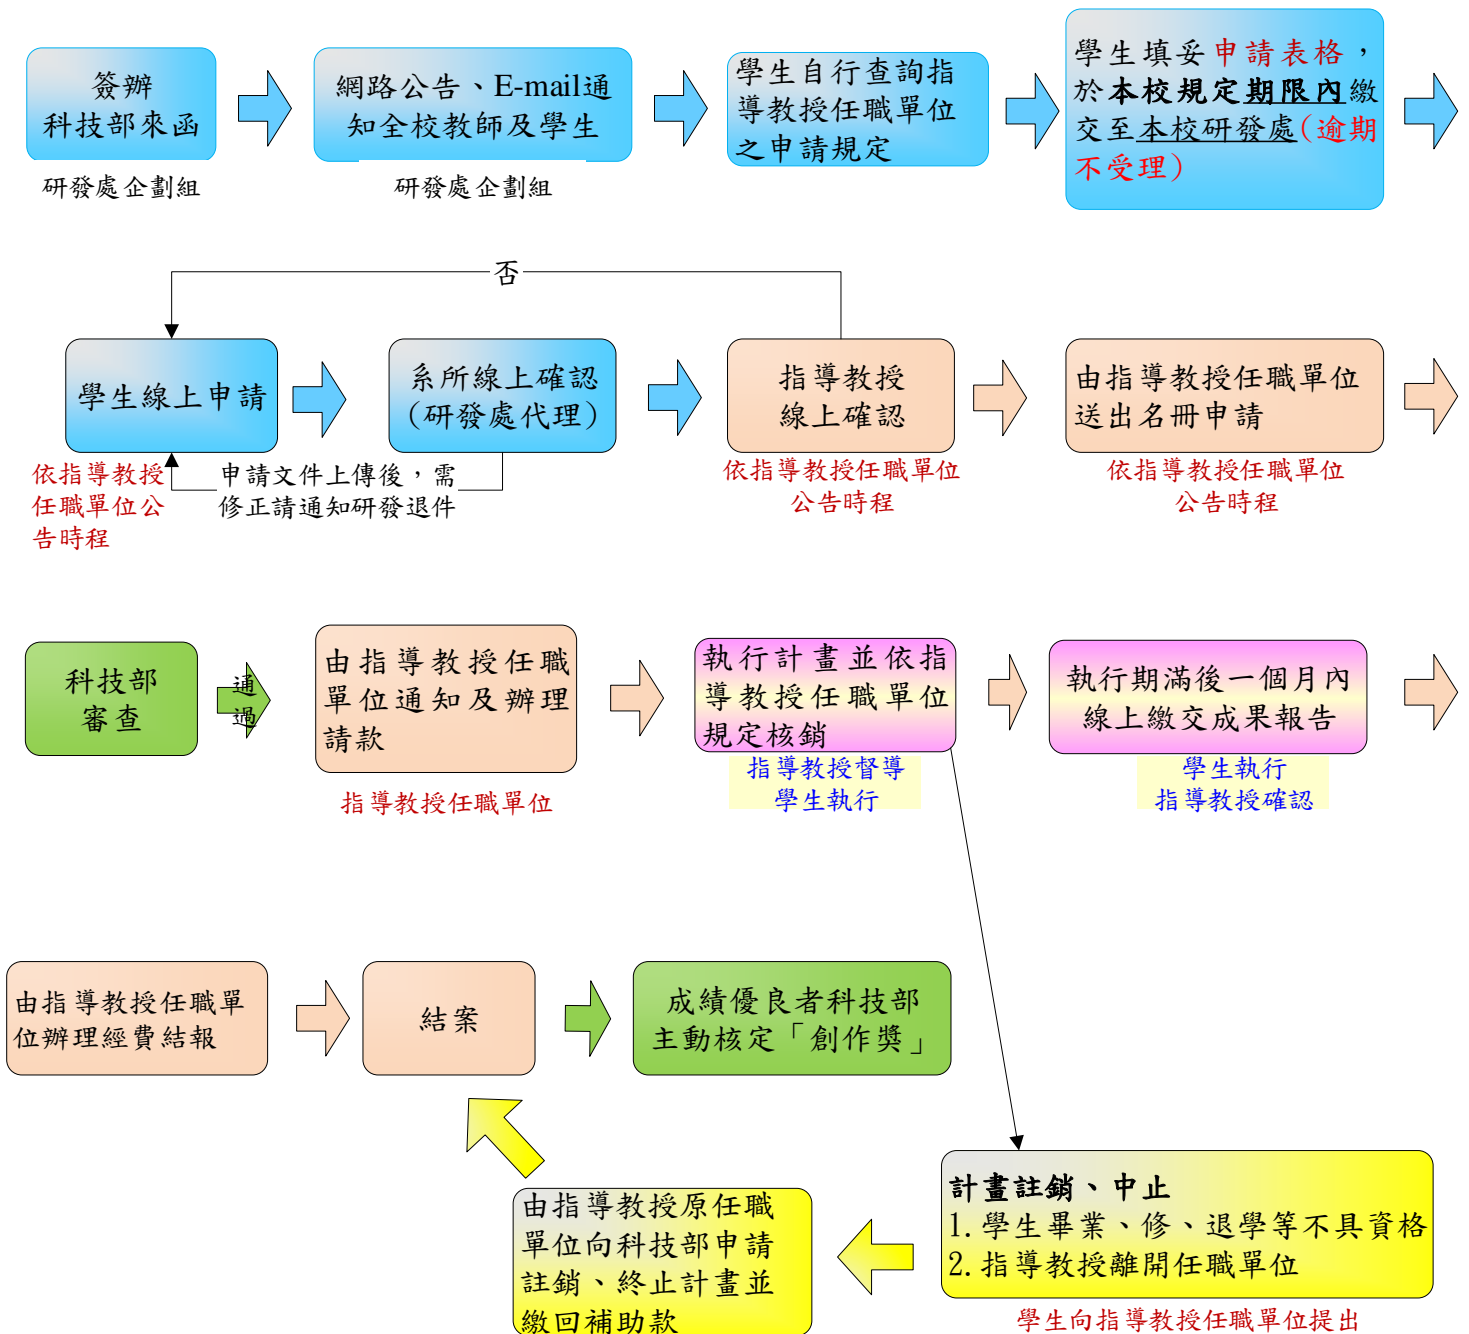 簽辦
科技部來函
研發處企劃組
網路公告、E-mail通
知全校教師及學生
研發處企劃組
學生自行查詢指
導教授任職單位
之申請規定
學生填妥申請表格，
於本校規定期限內繳
交至本校研發處(逾期
不受理)
否
學生線上申請
依指導教授
任職單位公
告時程
申請文件上傳後，需
修正請通知研發退件
系所線上確認
(研發處代理)
指導教授
線上確認
依指導教授任職單位
公告時程
由指導教授任職單位
送出名冊申請
依指導教授任職單位
公告時程
科技部
審查
通
過
由指導教授任職
單位通知及辦理
請款
指導教授任職單位
執行計畫並依指
導教授任職單位
規定核銷
指導教授督導
學生執行
執行期滿後一個月內
線上繳交成果報告
學生執行
指導教授確認
由指導教授任職單
位辦理經費結報
結案
成績優良者科技部
主動核定「創作獎」
由指導教授原任職
單位向科技部申請
註銷、終止計畫並
繳回補助款
計畫註銷、中止
1.學生畢業、修、退學等不具資格
2.指導教授離開任職單位
學生向指導教授任職單位提出